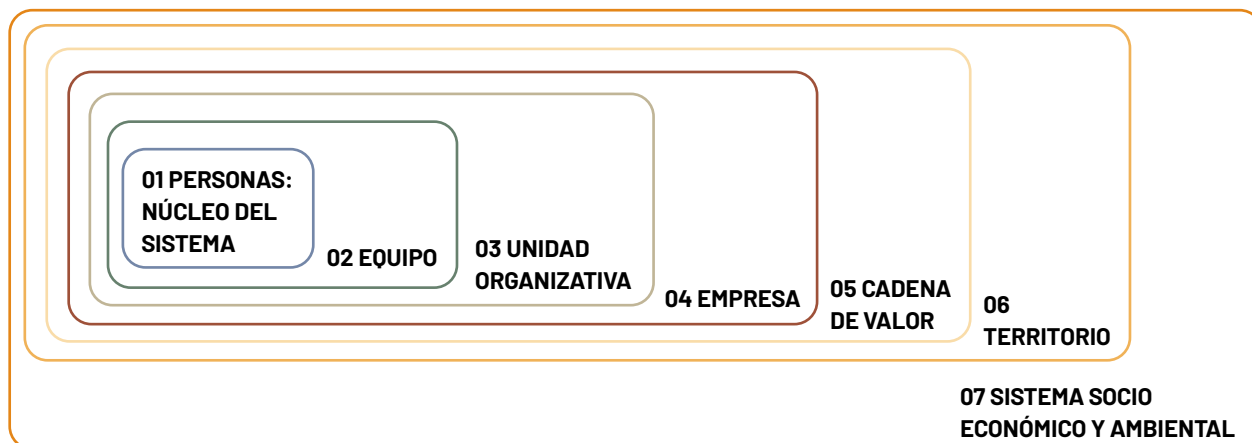 01 PERSONAS:
NÚCLEO DEL
SISTEMA
02 EQUIPO
03 UNIDAD
ORGANIZATIVA
04 EMPRESA
05 CADENA
DE VALOR
06
TERRITORIO
07 SISTEMA SOCIO
ECONÓMICO Y AMBIENTAL